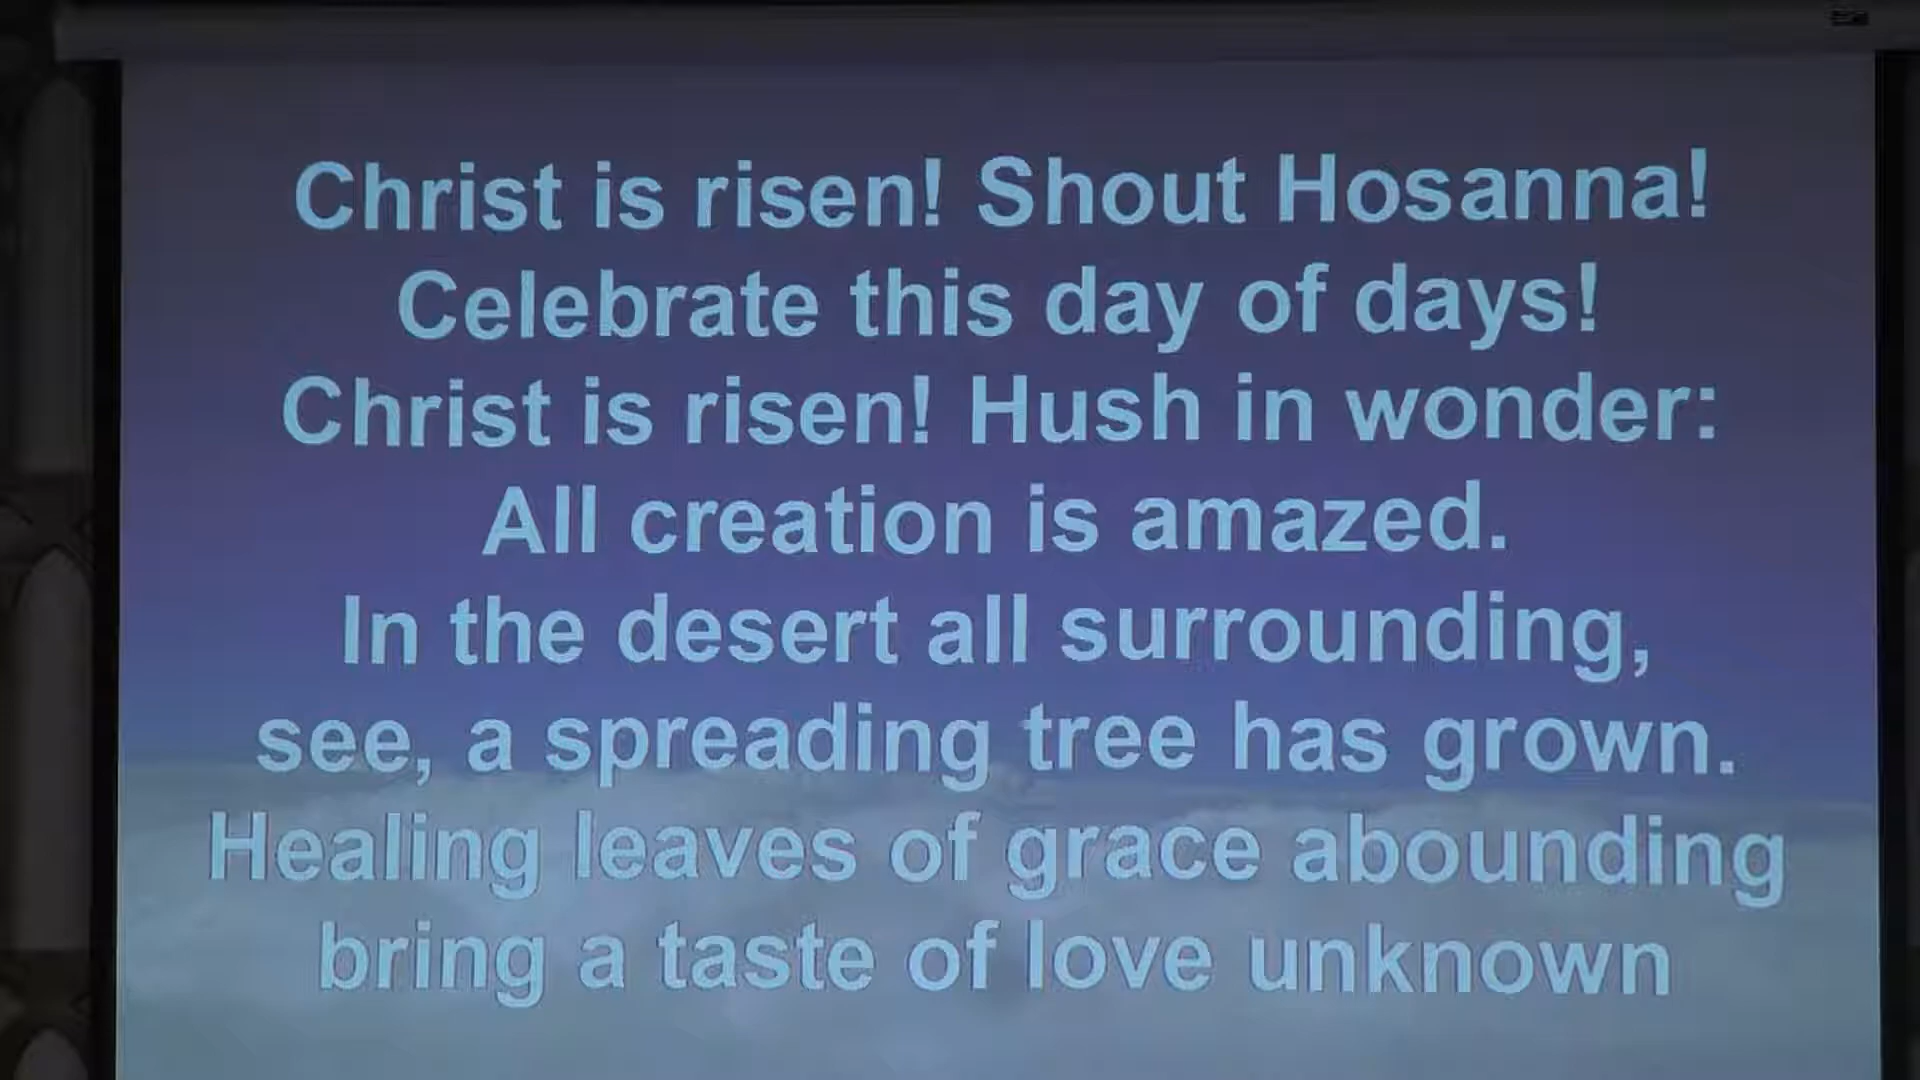 Christ is risen! Shout Hosanna!
Celebrate this day of days!
Christ is risen! Hush in wonder:
All creation is amazed.
In the desert all surrounding,
see, a spreading tree has grown.
Healing leaves of grace abounding
bring a taste of love unknown